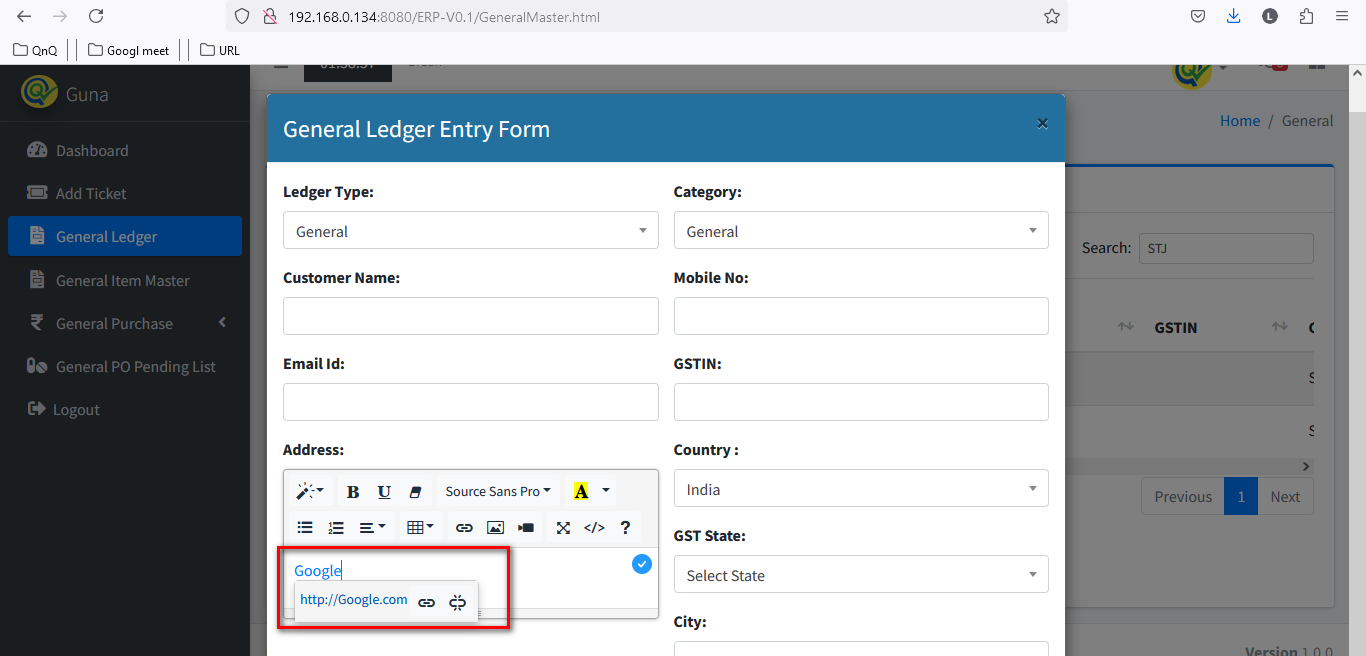 192.168.0.134:8080/ERP-V0.1/GeneralMaster.html
L
QnQ
Googl meet
URL
Guna
Home / General
General Ledger Entry Form
×
Dashboard
Add Ticket
General Ledger
General Item Master
General Purchase
General PO Pending List
Logout
Ledger Type:
Category:
General
General
Search:
STJ
Customer Name:
Mobile No:
GSTIN
Email Id:
GSTIN:
Address:
Country :
B
U
Source Sans Pro
A
</>
?
India
Previous
1
Next
GST State:
Google
http://Google.com
Select State
City:
Version 1.0.0